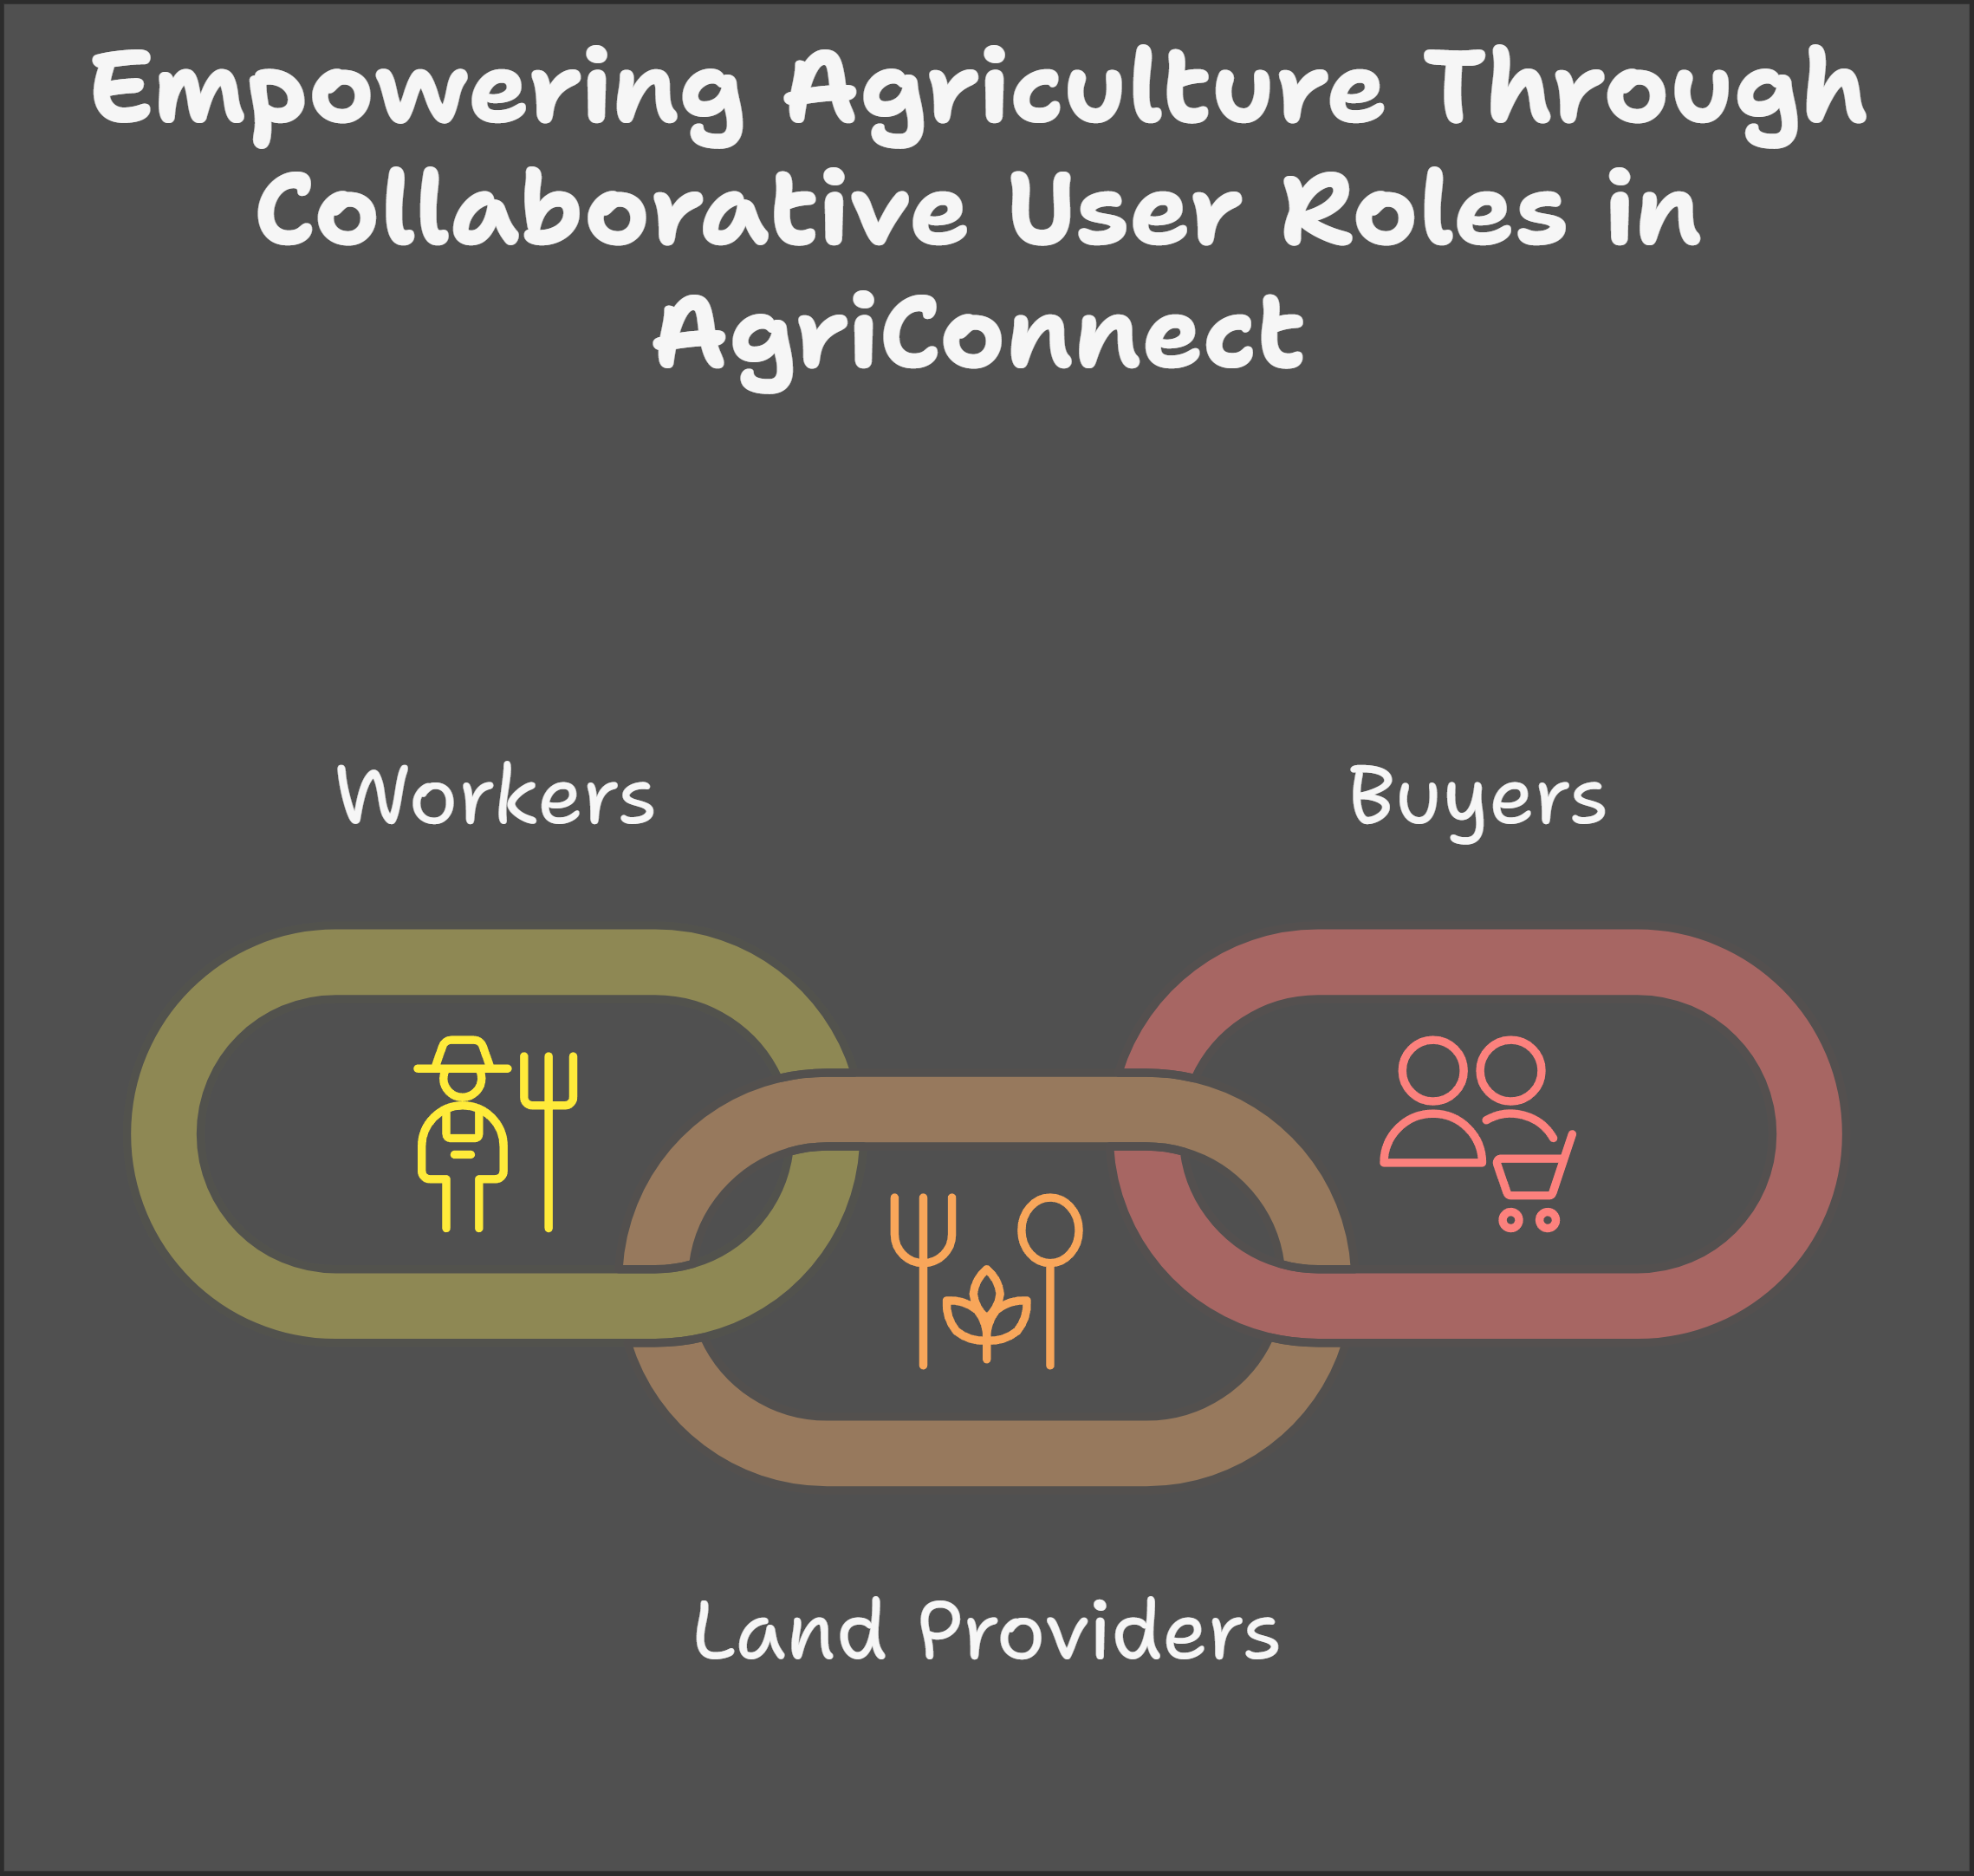 Empowering Agriculture Through
Collaborative User Roles in
AgriConnect
Workers
Buyers
Land Providers